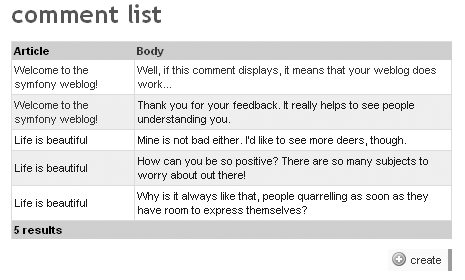 comment list
Article Body
Welcome to the symfony weblog! Well, if this comment displays, it means that your weblog does work...
Welcome to the symfony weblog! Thank you for your feedback. It really helps to see people understanding you.
Life is beautiful Mine is not bad either. I'd like to see more deers, though.
Life is beautiful How can you be so positive? There are so many subjects to worry about out there!
Life is beautiful Why is it always like that, people quarrelling as soon as they have room to express themselves?
5 results
create